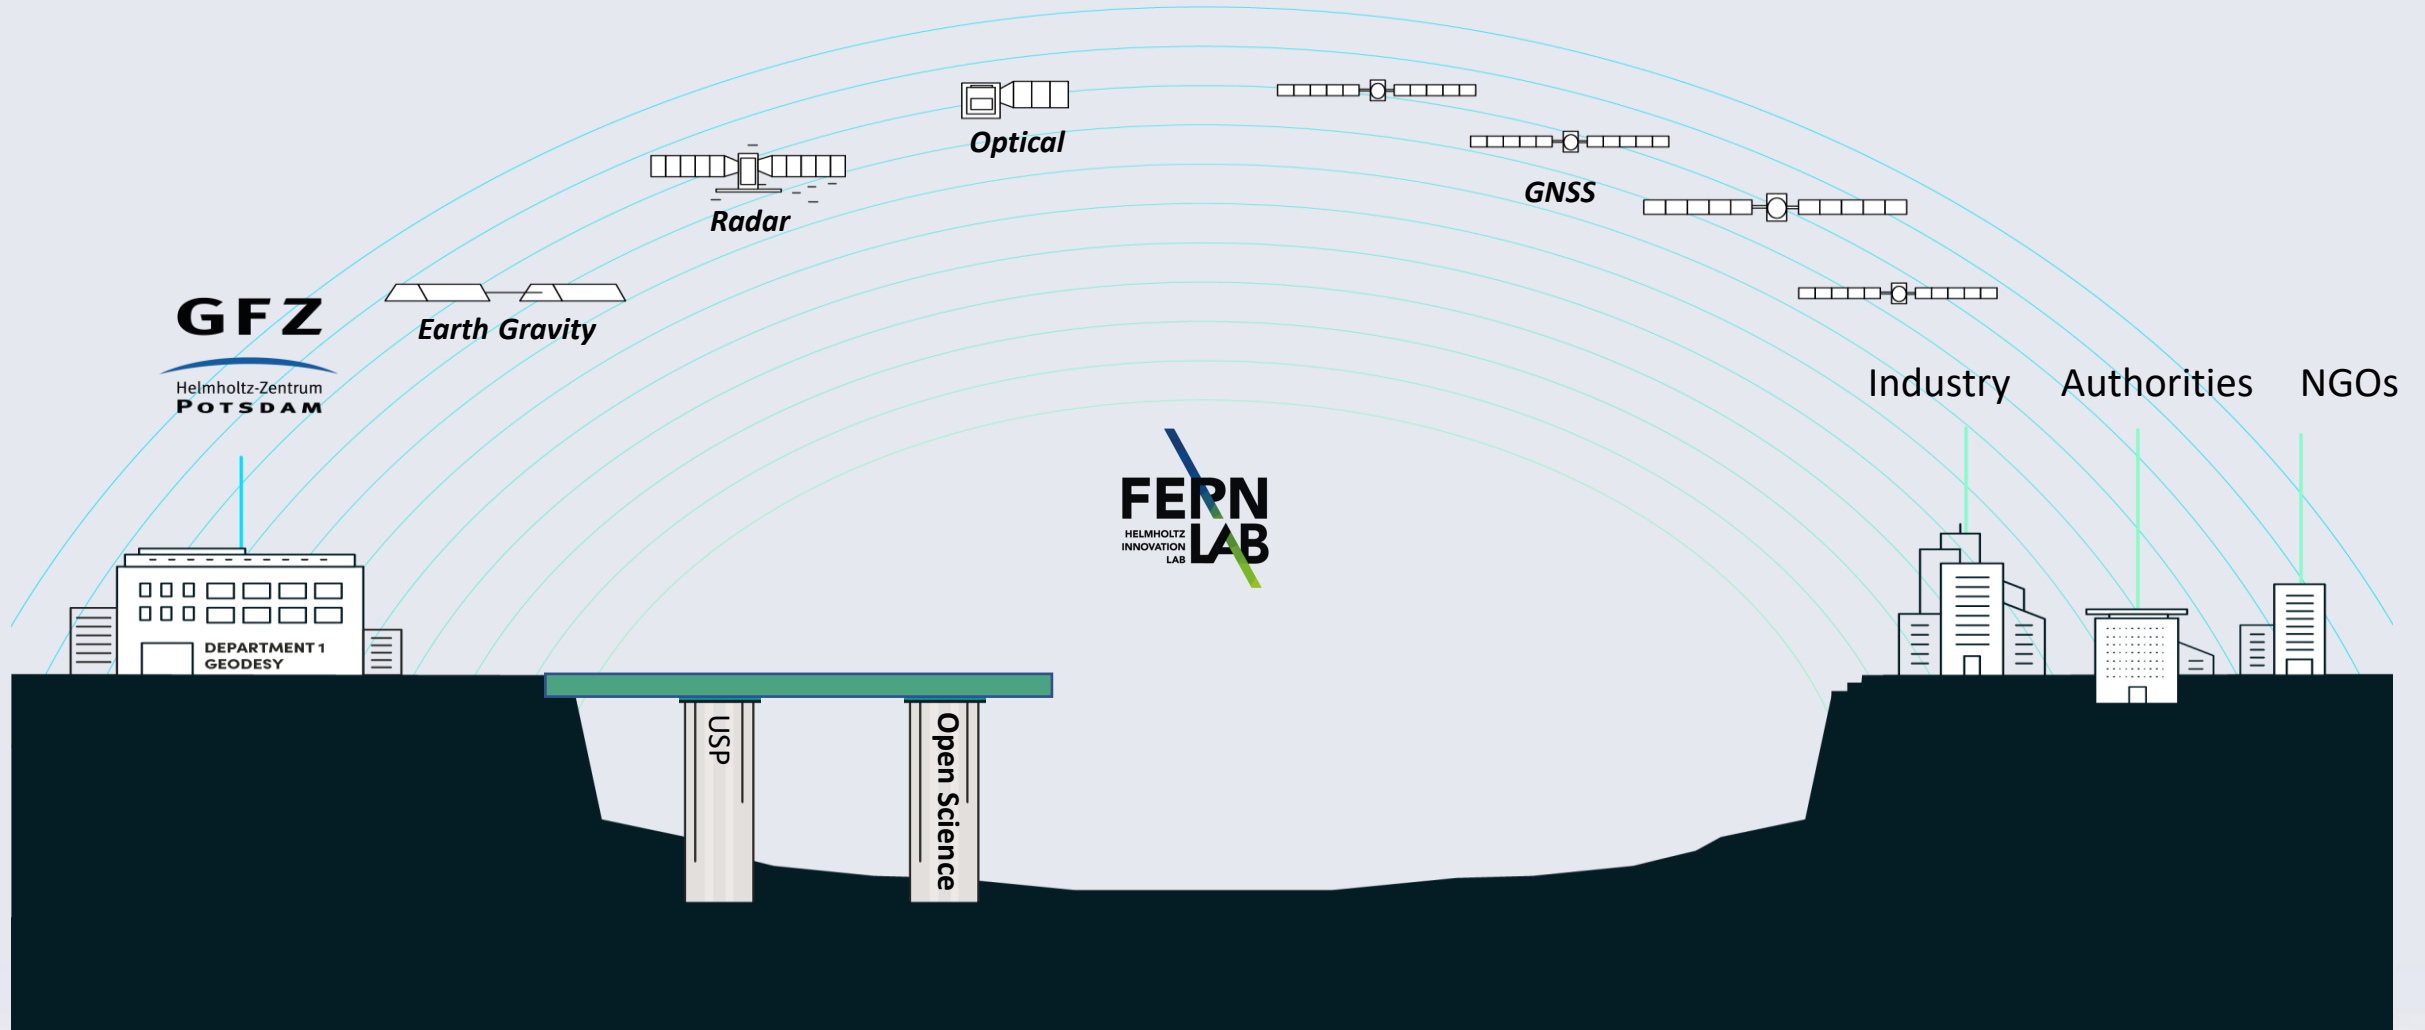 Optical
GNSS
Radar
Earth Gravity
GFZ
Helmholtz-Zentrum
POTSDAM
Industry
Authorities
NGOs
FERN
LAB
HELMHOLTZ
INNOVATION
LAB
DEPARTMENT 1
GEODESY
USP
Open Science